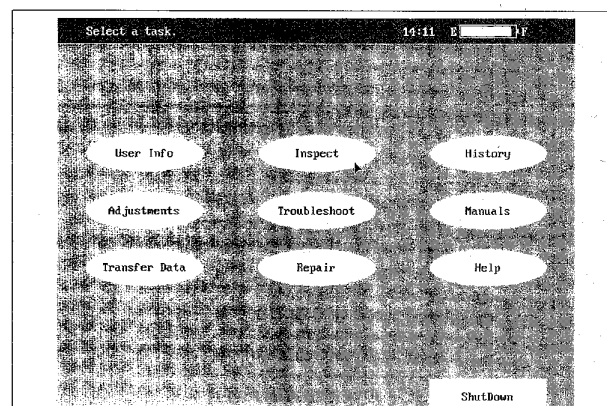 Select a task. 14:11 E F
User Info Inspect History
Adjustments Troubleshoot Manuals
Transfer Data Repair Help
ShutDown